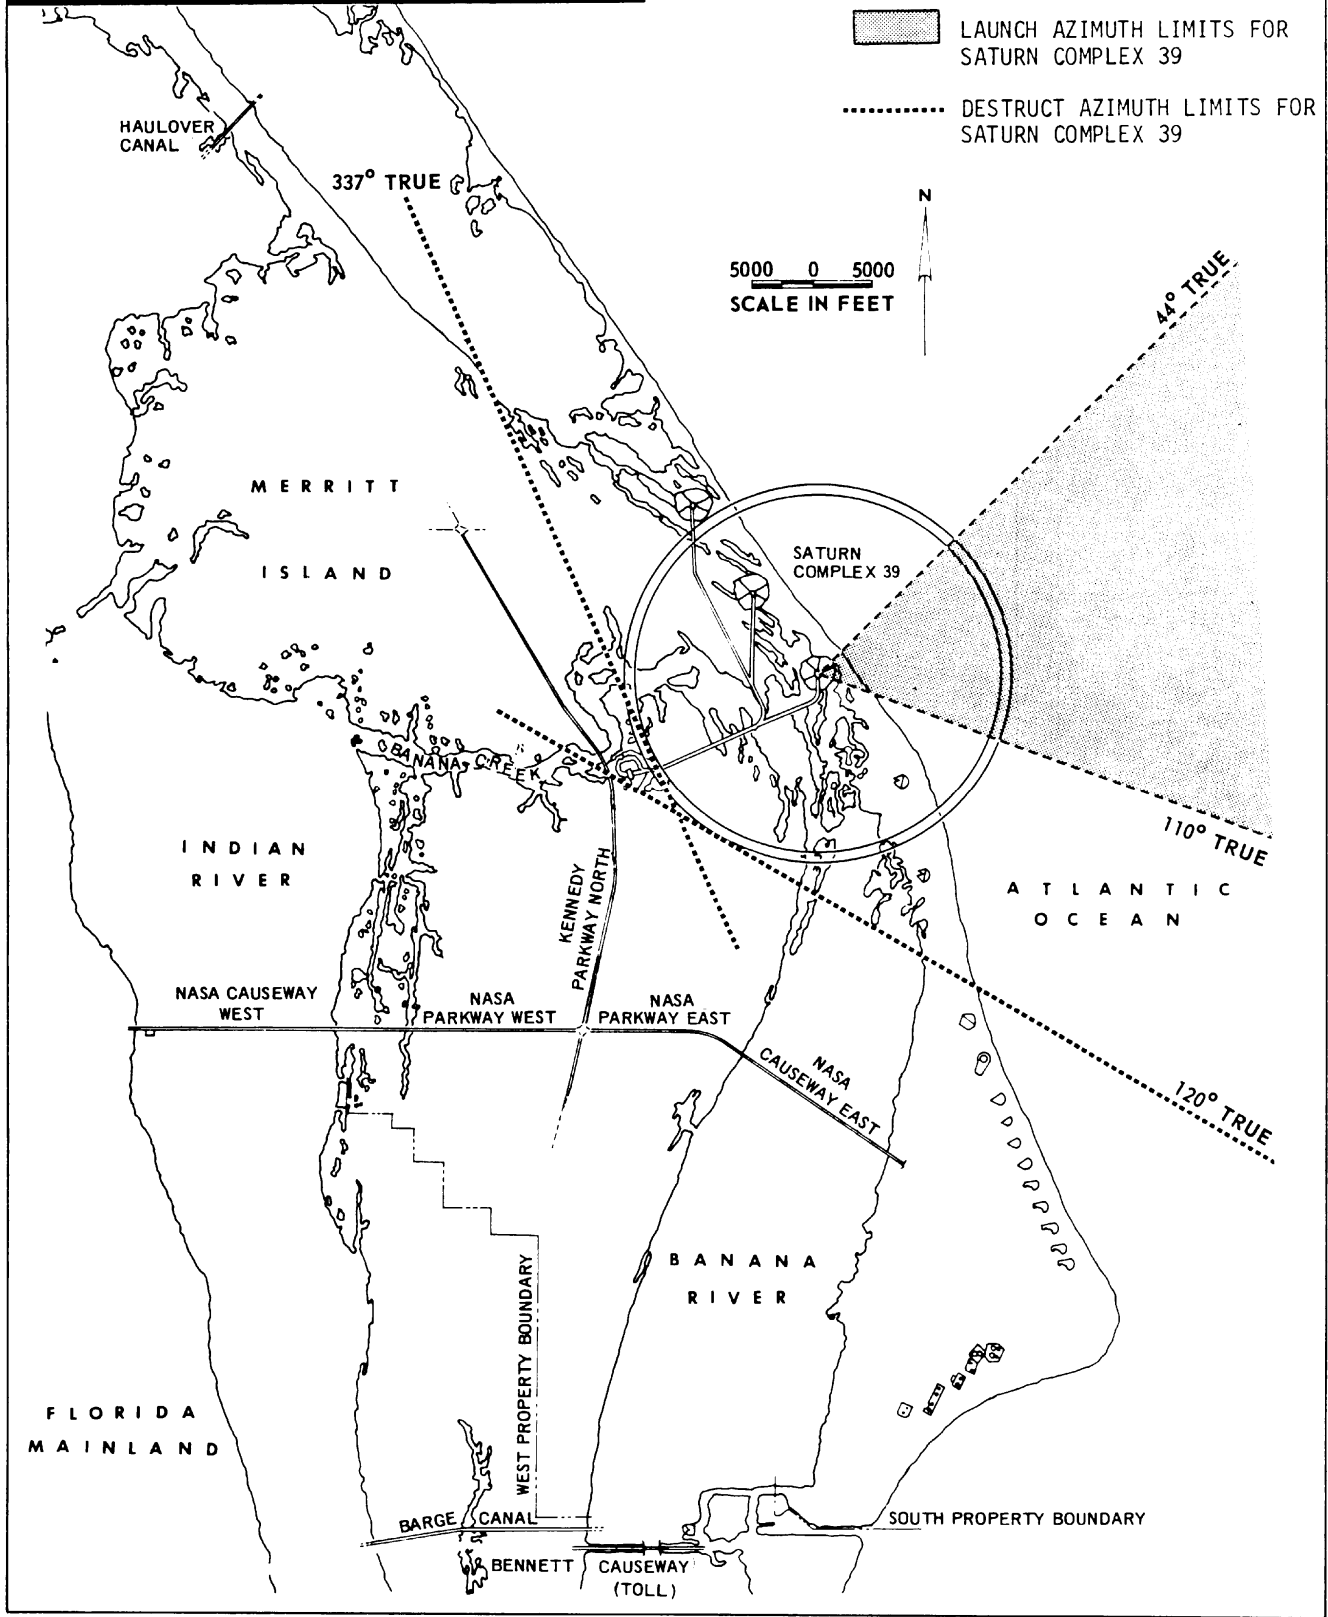 LAUNCH AZIMUTH LIMITS FOR
SATURN COMPLEX 39
DESTRUCT AZIMUTH LIMITS FOR
SATURN COMPLEX 39
HAULOVER
CANAL
337° TRUE
N
5000 0 5000
SCALE IN FEET
44° TRUE
MERRITT
ISLAND
SATURN
COMPLEX 39
BANANA CREEK
110° TRUE
INDIAN
RIVER
ATLANTIC
OCEAN
KENNEDY
PARKWAY NORTH
NASA CAUSEWAY
WEST
NASA
PARKWAY WEST
NASA
PARKWAY EAST
NASA
CAUSEWAY EAST
120° TRUE
BANANA
RIVER
WEST PROPERTY BOUNDARY
FLORIDA
MAINLAND
BARGE CANAL
SOUTH PROPERTY BOUNDARY
BENNETT CAUSEWAY
(TOLL)